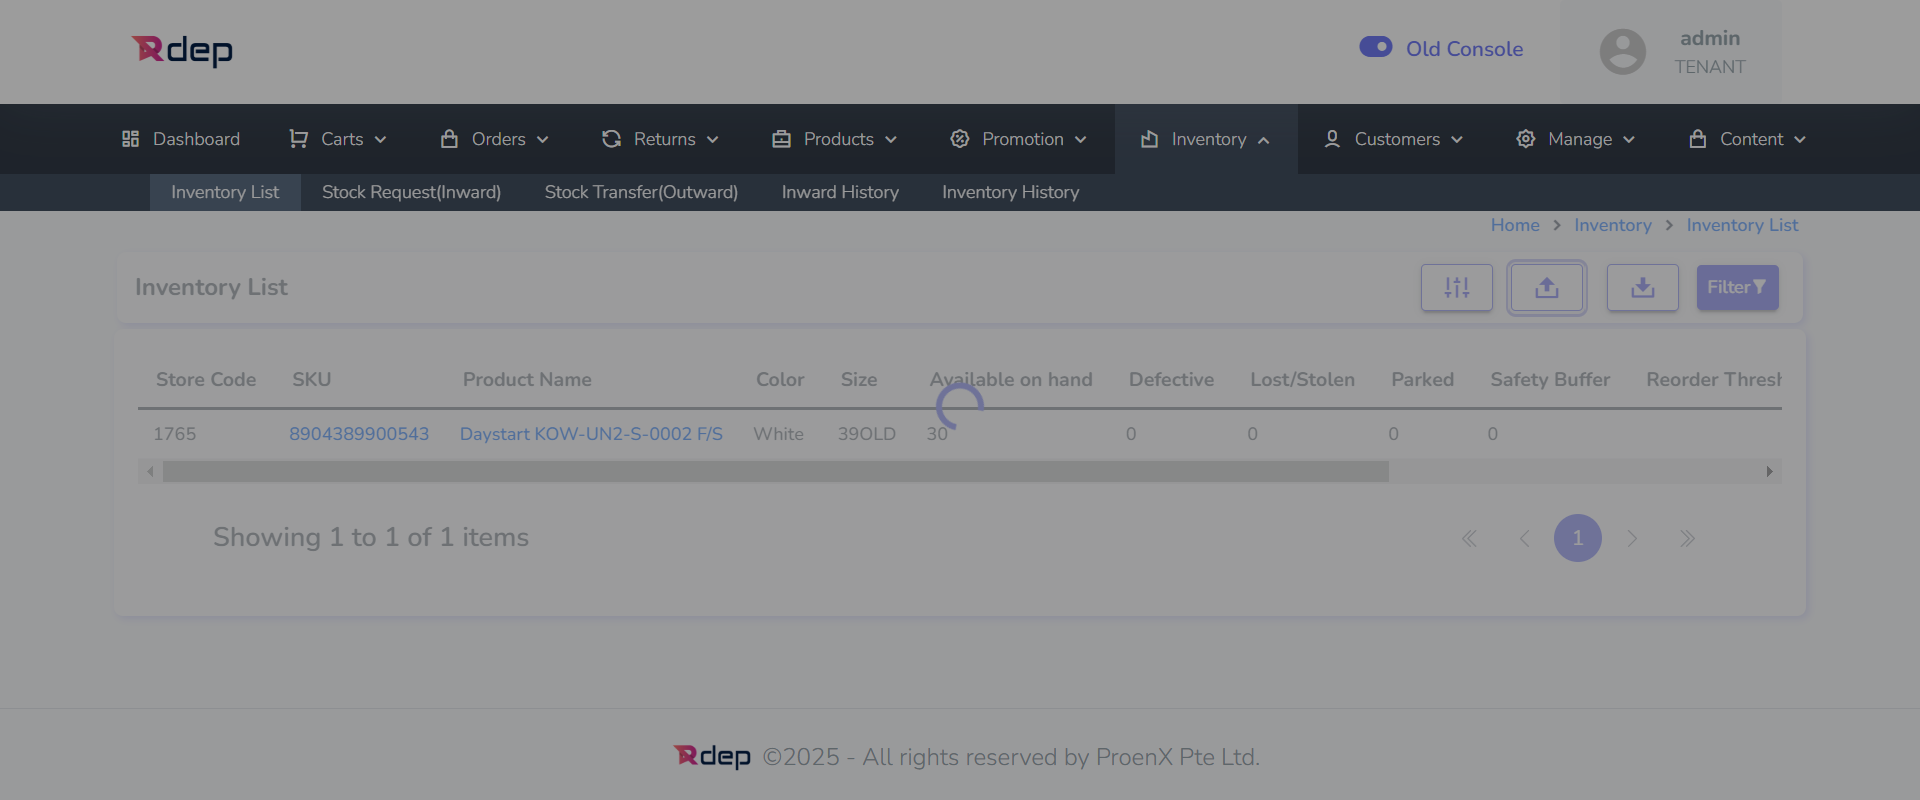 Rdep
Old Console
admin
TENANT
Dashboard Carts Orders Returns Products Promotion Inventory Customers Manage Content
Inventory List Stock Request(Inward) Stock Transfer(Outward) Inward History Inventory History
Home > Inventory > Inventory List
Inventory List
Filter
Store Code SKU Product Name Color Size Available on hand Defective Lost/Stolen Parked Safety Buffer Reorder Thresh
1765 8904389900543 Daystart KOW-UN2-S-0002 F/S White 39OLD 30 0 0 0 0
Showing 1 to 1 of 1 items
1
Rdep ©2025 - All rights reserved by ProenX Pte Ltd.